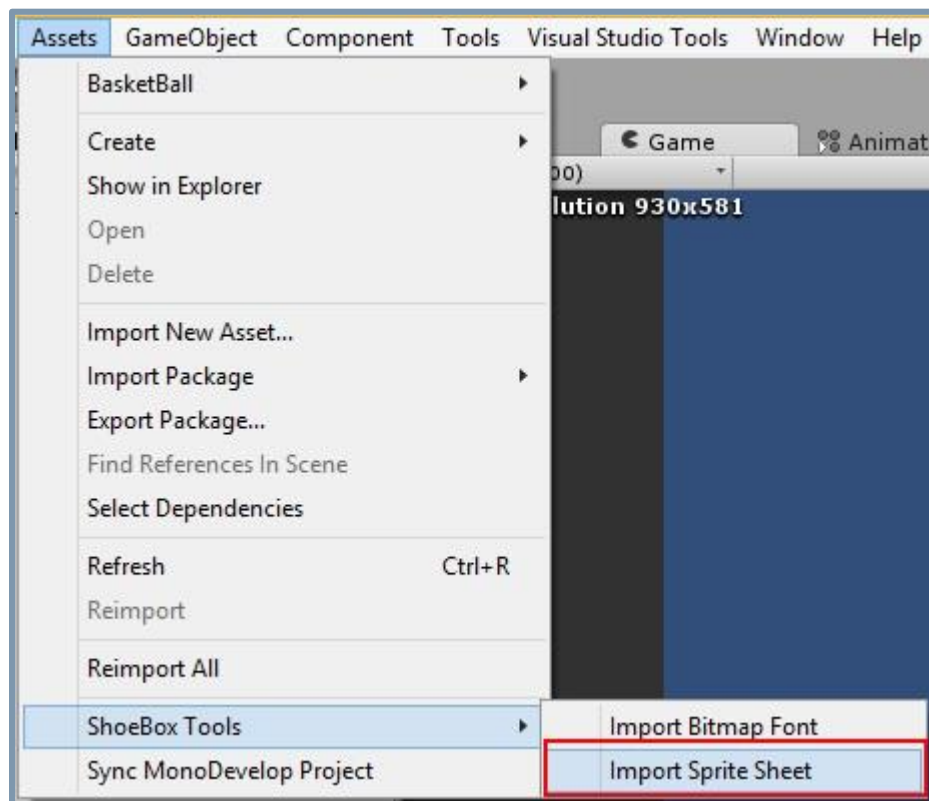 Assets GameObject Component Tools Visual Studio Tools Window Help
BasketBall
Create
Game
Show in Explorer
lution 930x581
Open
Delete
Import New Asset...
Import Package
Export Package...
Find References In Scene
Select Dependencies
Refresh Ctrl+R
Reimport
Reimport All
ShoeBox Tools
Import Bitmap Font
Import Sprite Sheet
Sync MonoDevelop Project